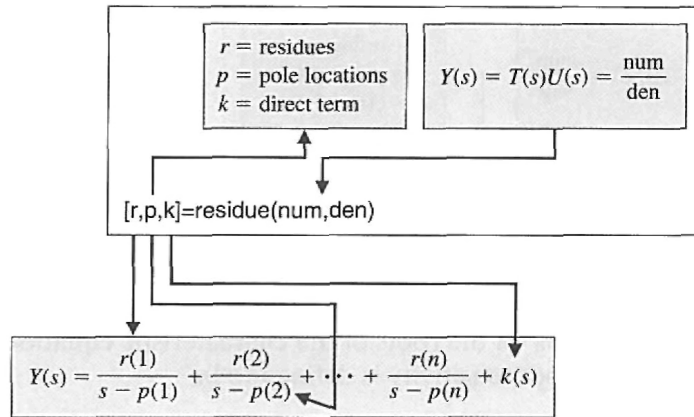 r = residues
p = pole locations
k = direct term
Y(s) = T(s)U(s) = num/den
[r,p,k]=residue(num,den)
Y(s) = r(1)/(s − p(1)) + r(2)/(s − p(2)) + ··· + r(n)/(s − p(n)) + k(s)